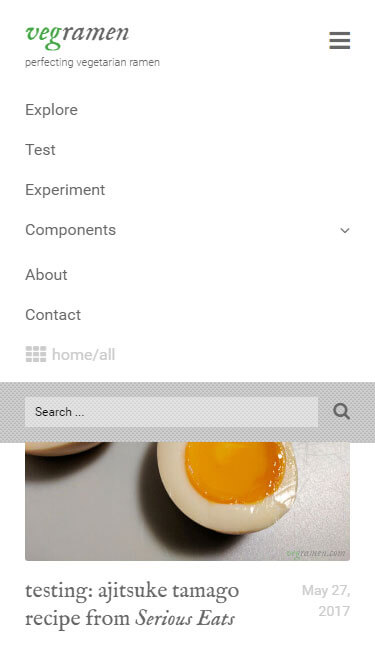 vegramen
perfecting vegetarian ramen
Explore
Test
Experiment
Components
About
Contact
home/all
Search ...
vegramen.com
testing: ajitsuke tamago
recipe from Serious Eats
May 27,
2017